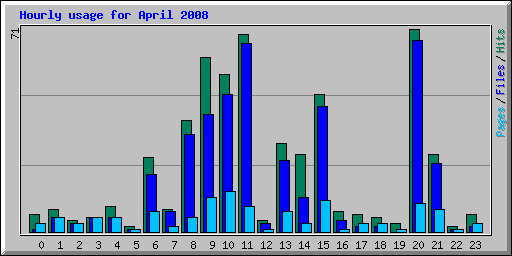 Hourly usage for April 2008
71
Pages / Files / Hits
0 1 2 3 4 5 6 7 8 9 10 11 12 13 14 15 16 17 18 19 20 21 22 23